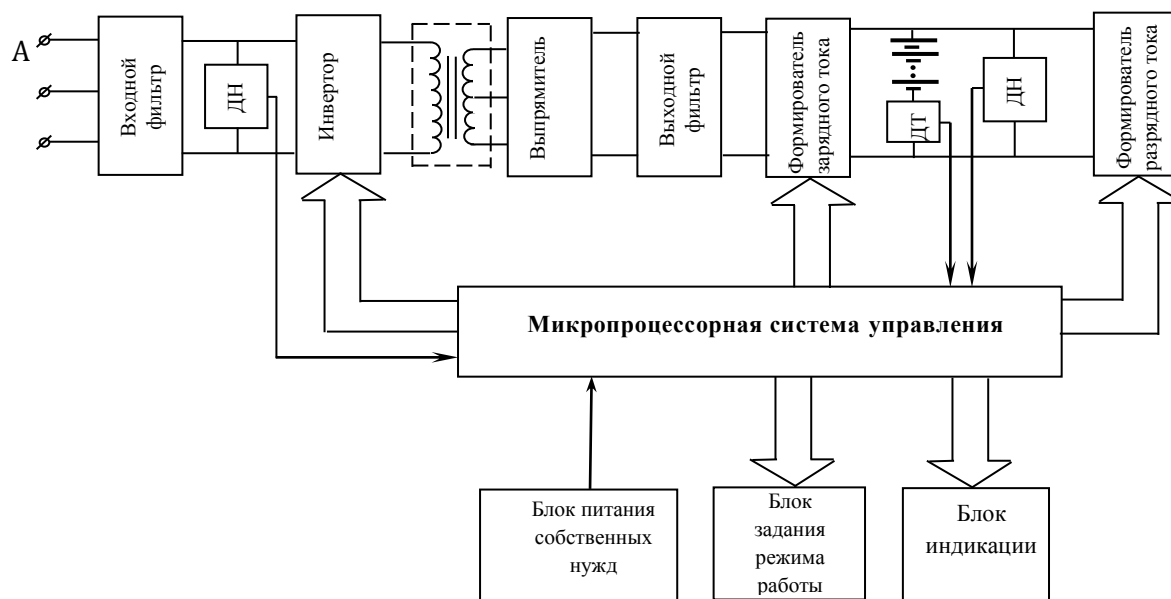 А
Входной
фильтр
ДН
Инвертор
Выпрямитель
Выходной
фильтр
Формирователь
зарядного тока
ДТ
ДН
Формирователь
разрядного тока
Микропроцессорная система управления
Блок питания
собственных
нужд
Блок
задания
режима
работы
Блок
индикации